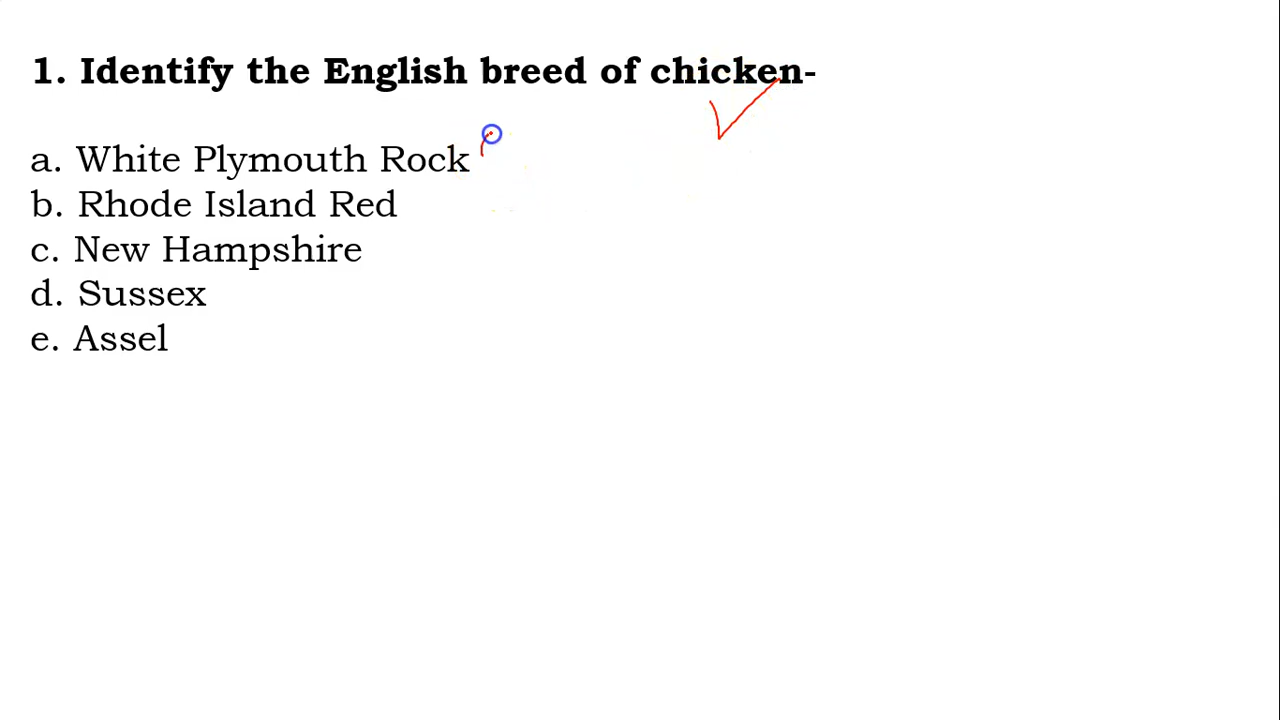 1. Identify the English breed of chicken-
a. White Plymouth Rock
b. Rhode Island Red
c. New Hampshire
d. Sussex
e. Assel